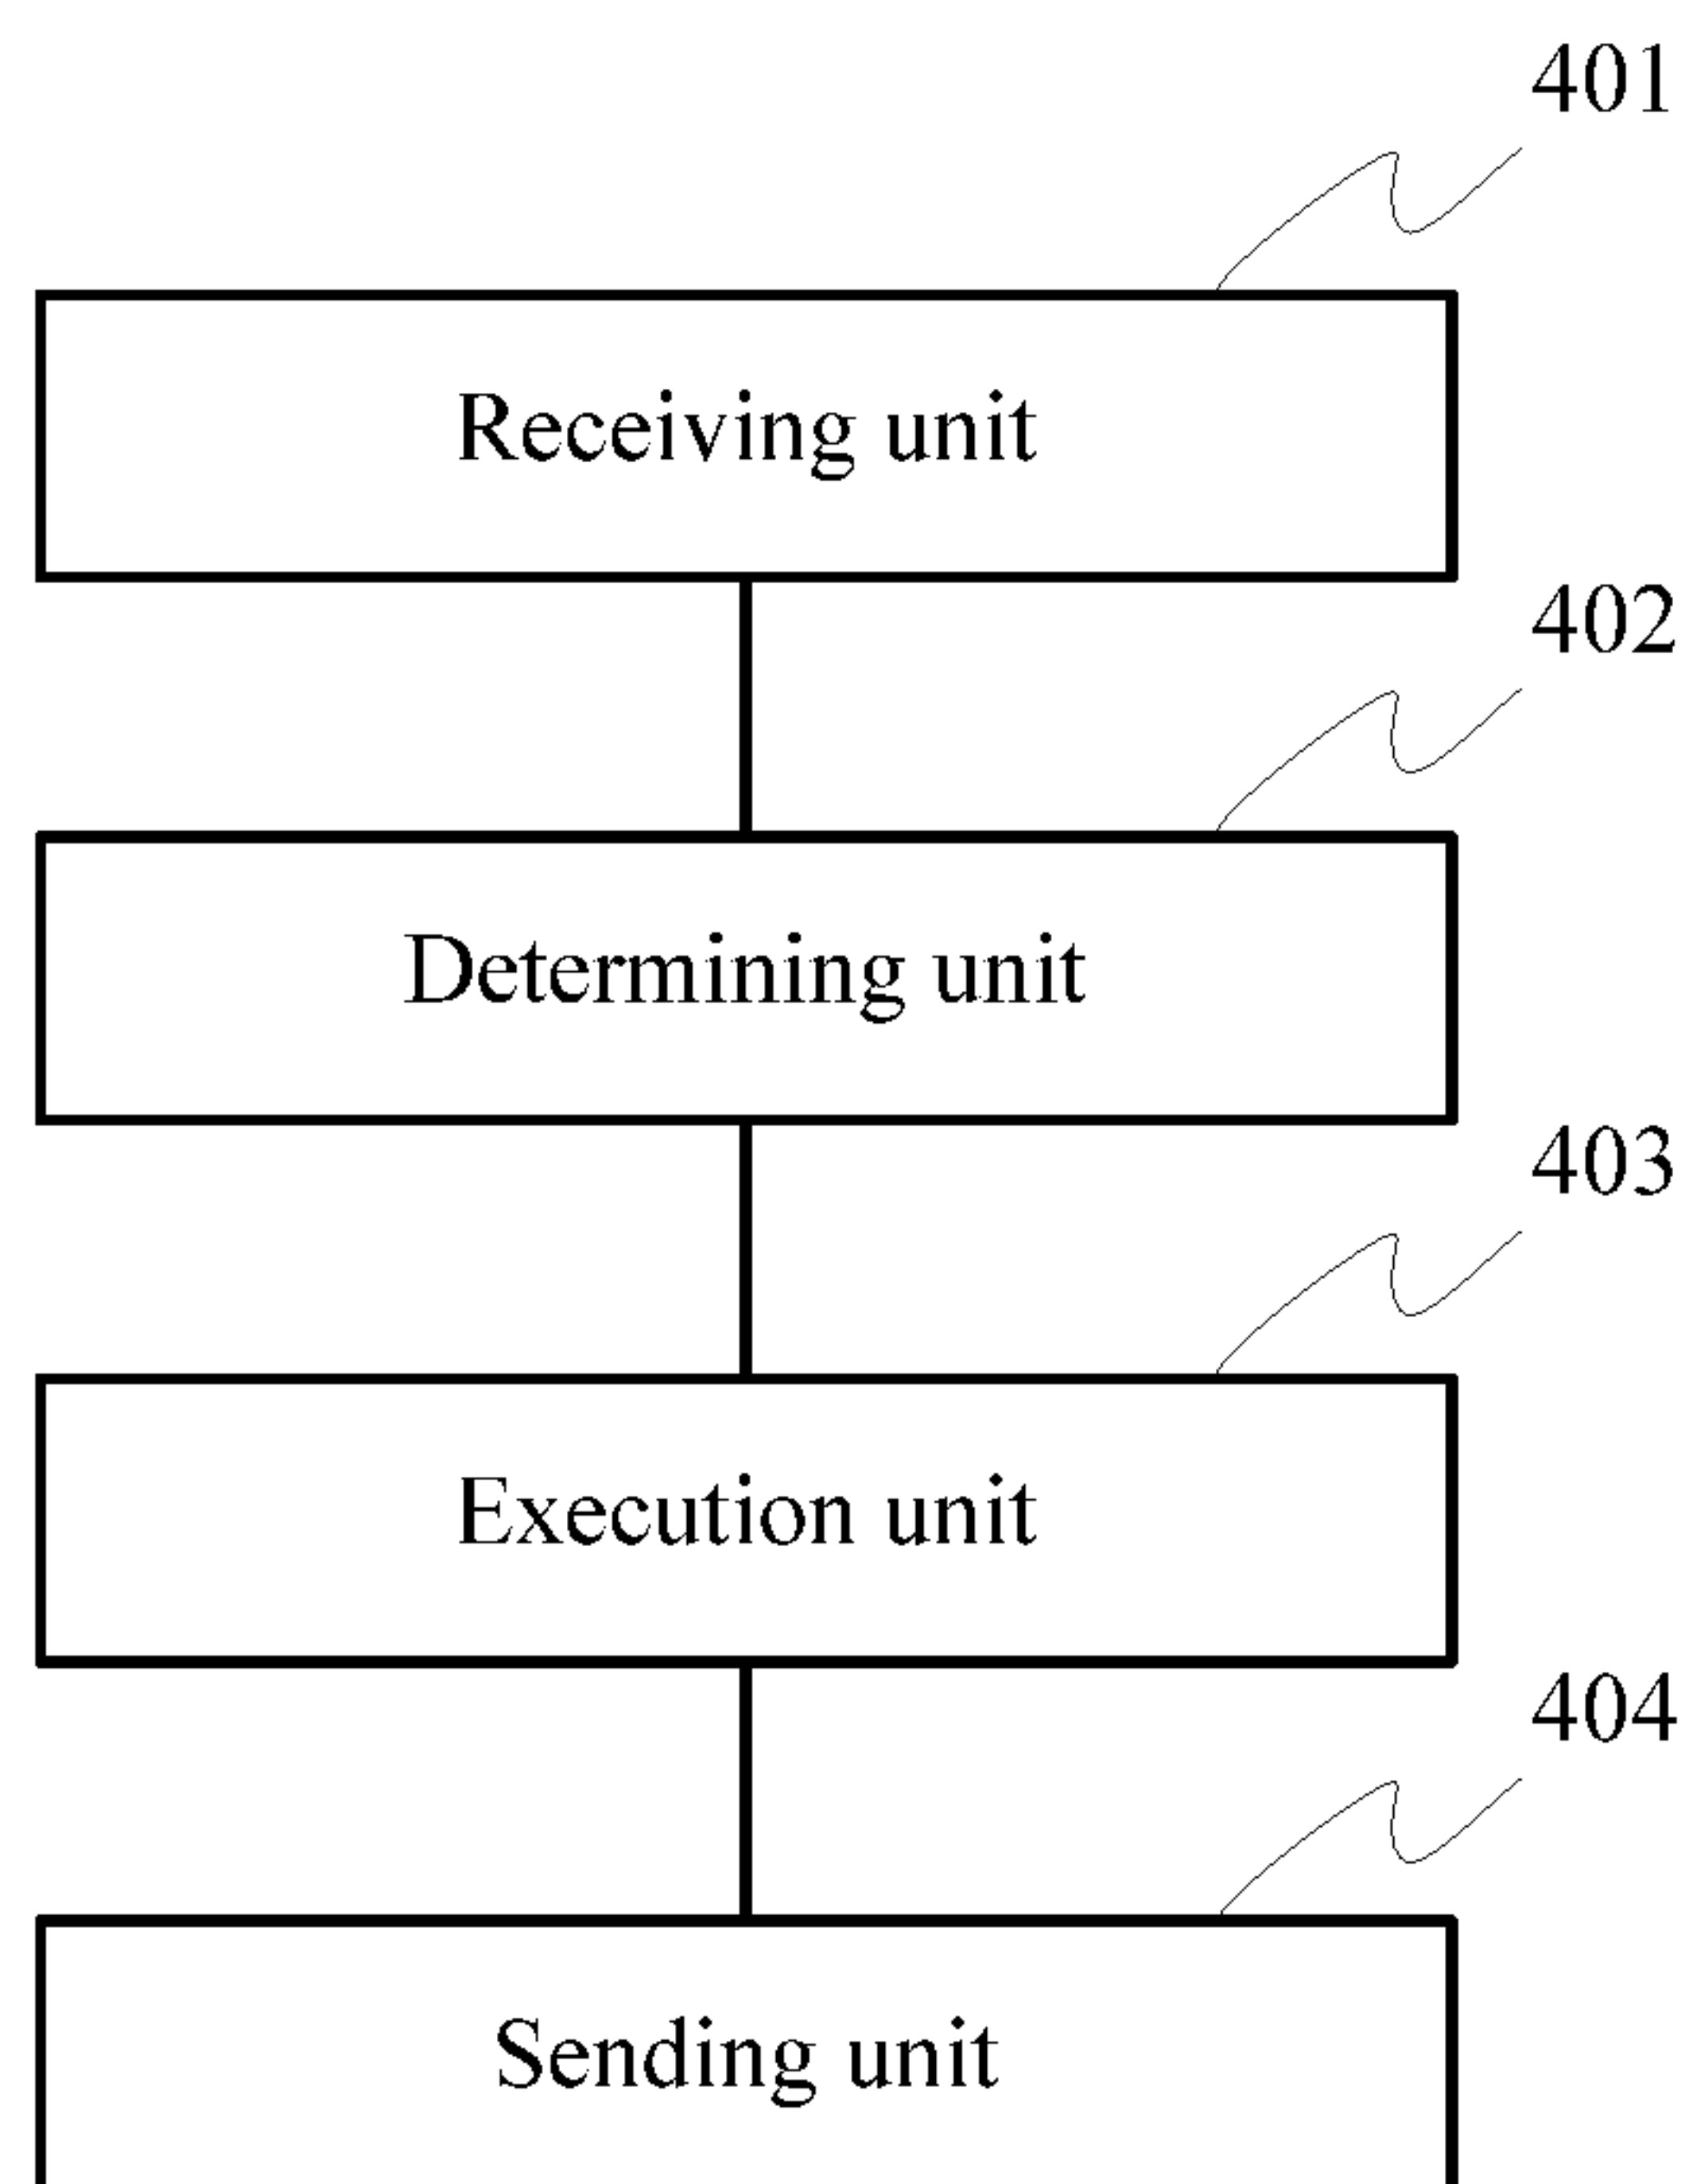 401
Receiving unit
402
Determining unit
403
Execution unit
404
Sending unit